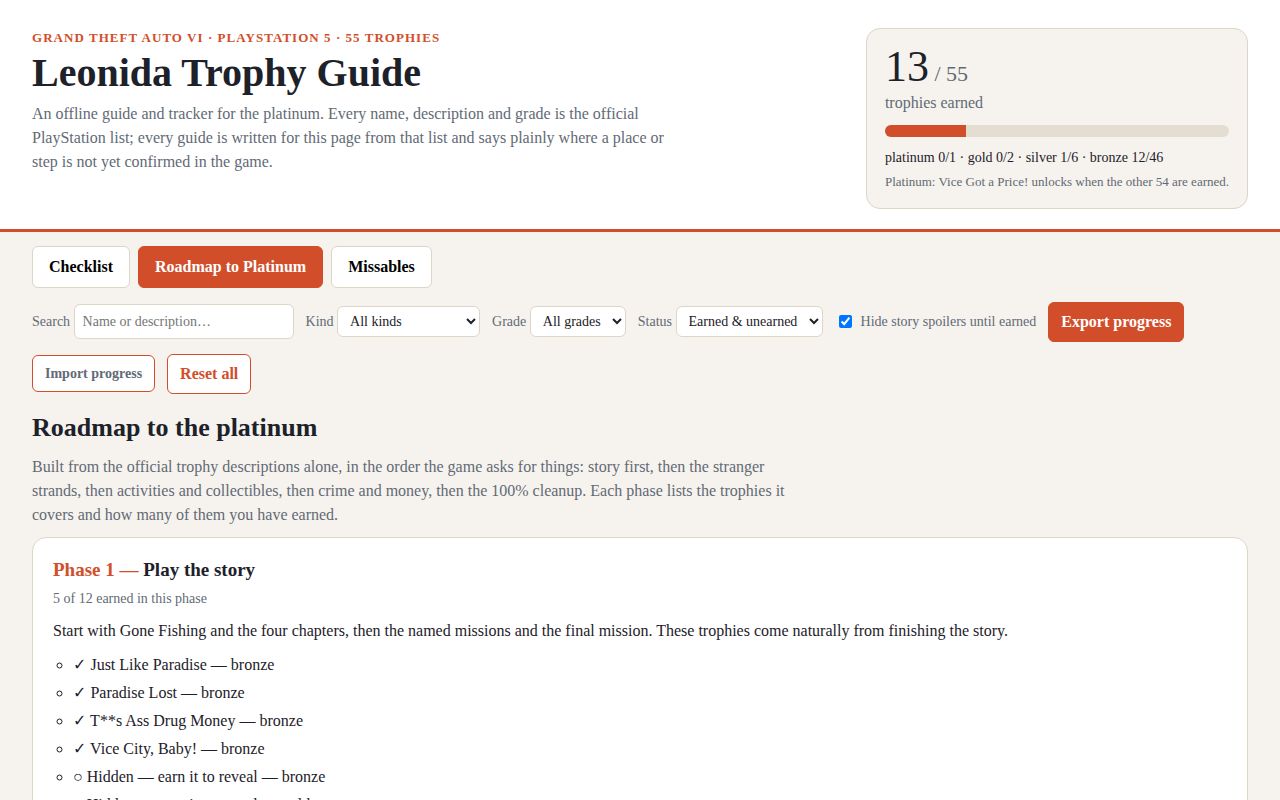 GRAND THEFT AUTO VI · PLAYSTATION 5 · 55 TROPHIES
Leonida Trophy Guide
An offline guide and tracker for the platinum. Every name, description and grade is the official
PlayStation list; every guide is written for this page from that list and says plainly where a place or
step is not yet confirmed in the game.
13 / 55
trophies earned
platinum 0/1 · gold 0/2 · silver 1/6 · bronze 12/46
Platinum: Vice Got a Price! unlocks when the other 54 are earned.
Checklist Roadmap to Platinum Missables
Search Name or description… Kind All kinds Grade All grades Status Earned & unearned Hide story spoilers until earned Export progress
Import progress Reset all
Roadmap to the platinum
Built from the official trophy descriptions alone, in the order the game asks for things: story first, then the stranger
strands, then activities and collectibles, then crime and money, then the 100% cleanup. Each phase lists the trophies it
covers and how many of them you have earned.
Phase 1 — Play the story
5 of 12 earned in this phase
Start with Gone Fishing and the four chapters, then the named missions and the final mission. These trophies come naturally from finishing the story.
✓ Just Like Paradise — bronze
✓ Paradise Lost — bronze
✓ T**s Ass Drug Money — bronze
✓ Vice City, Baby! — bronze
○ Hidden — earn it to reveal — bronze